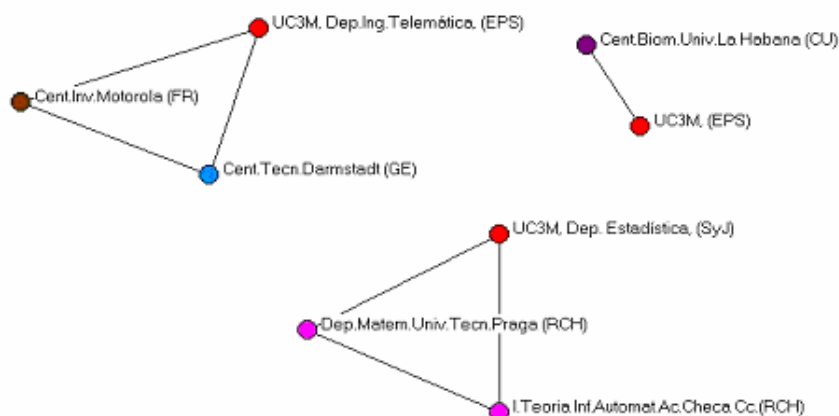 UC3M, Dep.Ing.Telemática, (EPS)
Cent.Biom.Univ.La Habana (CU)
Cent.Inv.Motorola (FR)
UC3M, (EPS)
Cent.Tecn.Darmstadt (GE)
UC3M, Dep. Estadística, (SyJ)
Dep.Matem.Univ.Tecn.Praga (RCH)
I.Teoria Inf.Automat.Ac.Checa Cc.(RCH)